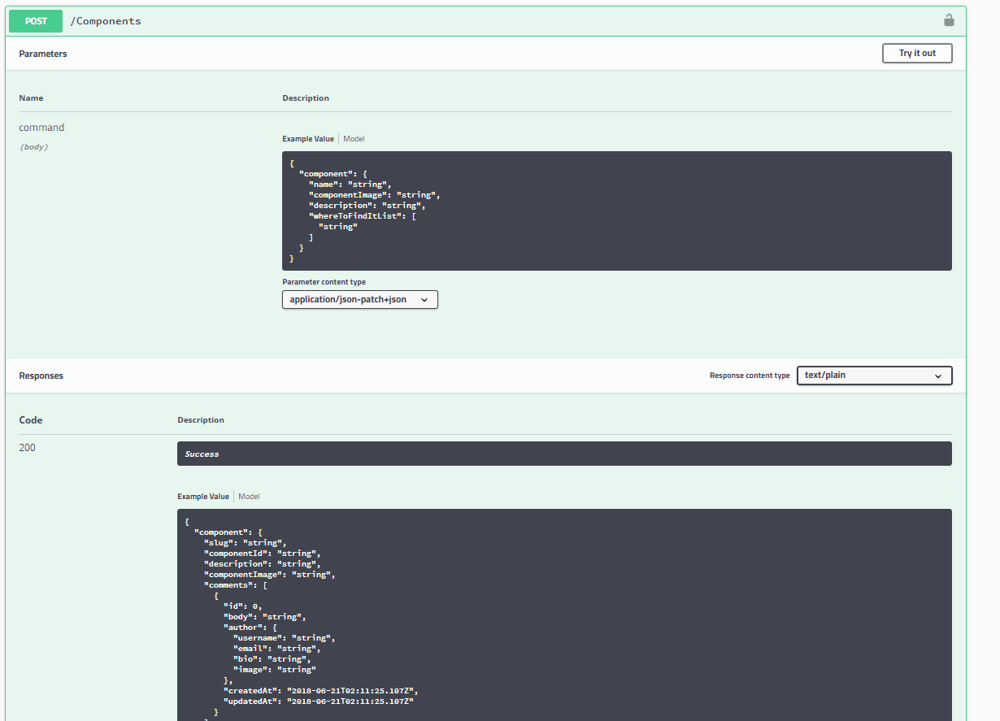 POST /Components
Parameters Try it out
Name Description
command
(body)
Example Value Model
{
  "component": {
    "name": "string",
    "componentImage": "string",
    "description": "string",
    "whereToFindItList": [
      "string"
    ]
  }
}
Parameter content type
application/json-patch+json
Responses Response content type text/plain
Code Description
200 Success
Example Value Model
{
  "component": {
    "slug": "string",
    "componentId": "string",
    "description": "string",
    "componentImage": "string",
    "comments": [
      {
        "id": 0,
        "body": "string",
        "author": {
          "username": "string",
          "email": "string",
          "bio": "string",
          "image": "string"
        },
        "createdAt": "2018-06-21T02:11:25.107Z",
        "updatedAt": "2018-06-21T02:11:25.107Z"
      }